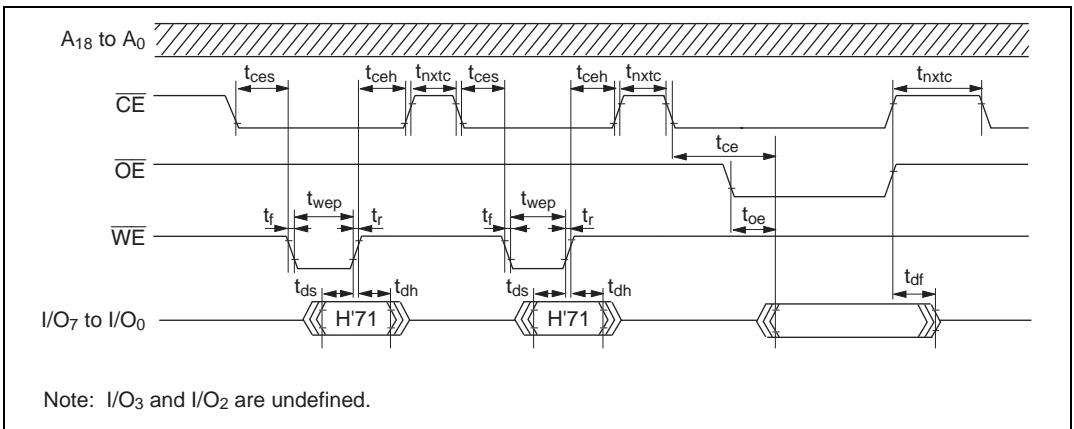 A18 to A0
tces tceh tnxtc tces tceh tnxtc tnxtc
CE
tce
OE
twep twep
tf tr tf tr toe
WE
tds tdh tds tdh tdf
I/O7 to I/O0 H'71 H'71
Note: I/O3 and I/O2 are undefined.